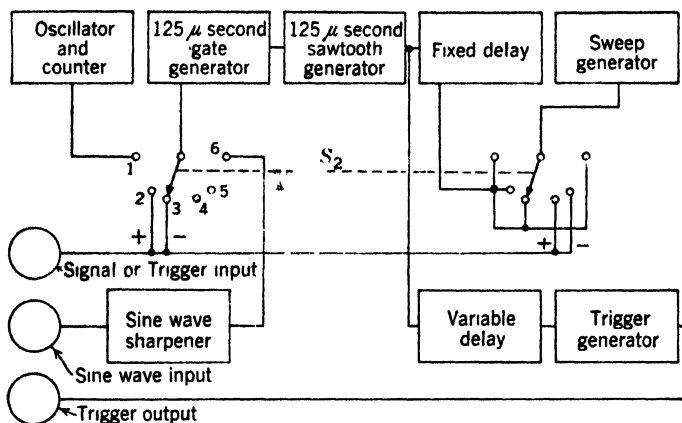 Oscillator and counter
125 μ second gate generator
125 μ second sawtooth generator
Fixed delay
Sweep generator
1
6
S2
2
3
4
5
+
-
+
-
Signal or Trigger input
Sine wave sharpener
Variable delay
Trigger generator
Sine wave input
Trigger output